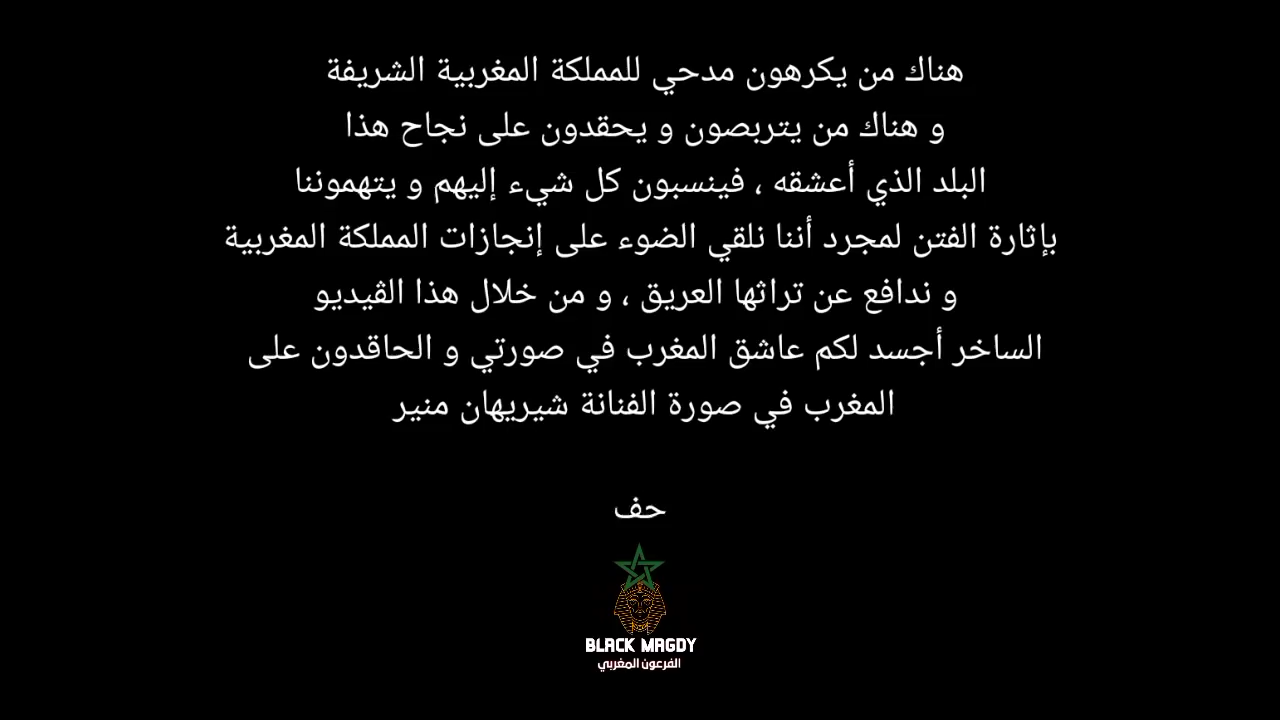 هناك من يكرهون مدحي للمملكة المغربية الشريفة
و هناك من يتربصون و يحقدون على نجاح هذا
البلد الذي أعشقه ، فينسبون كل شيء إليهم و يتهموننا
بإثارة الفتن لمجرد أننا نلقي الضوء على إنجازات المملكة المغربية
و ندافع عن تراثها العريق ، و من خلال هذا الڤيديو
الساخر أجسد لكم عاشق المغرب في صورتي و الحاقدون على
المغرب في صورة الفنانة شيريهان منير
حف
BLACK MAGDY
الفرعون المغربي